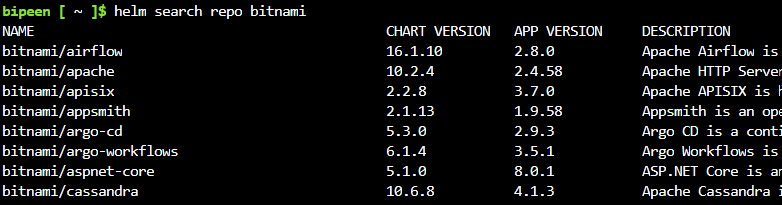 bipeen [ ~ ]$ helm search repo bitnami
NAME CHART VERSION APP VERSION DESCRIPTION
bitnami/airflow 16.1.10 2.8.0 Apache Airflow is
bitnami/apache 10.2.4 2.4.58 Apache HTTP Server
bitnami/apisix 2.2.8 3.7.0 Apache APISIX is h
bitnami/appsmith 2.1.13 1.9.58 Appsmith is an ope
bitnami/argo-cd 5.3.0 2.9.3 Argo CD is a conti
bitnami/argo-workflows 6.1.4 3.5.1 Argo Workflows is
bitnami/aspnet-core 5.1.0 8.0.1 ASP.NET Core is an
bitnami/cassandra 10.6.8 4.1.3 Apache Cassandra i